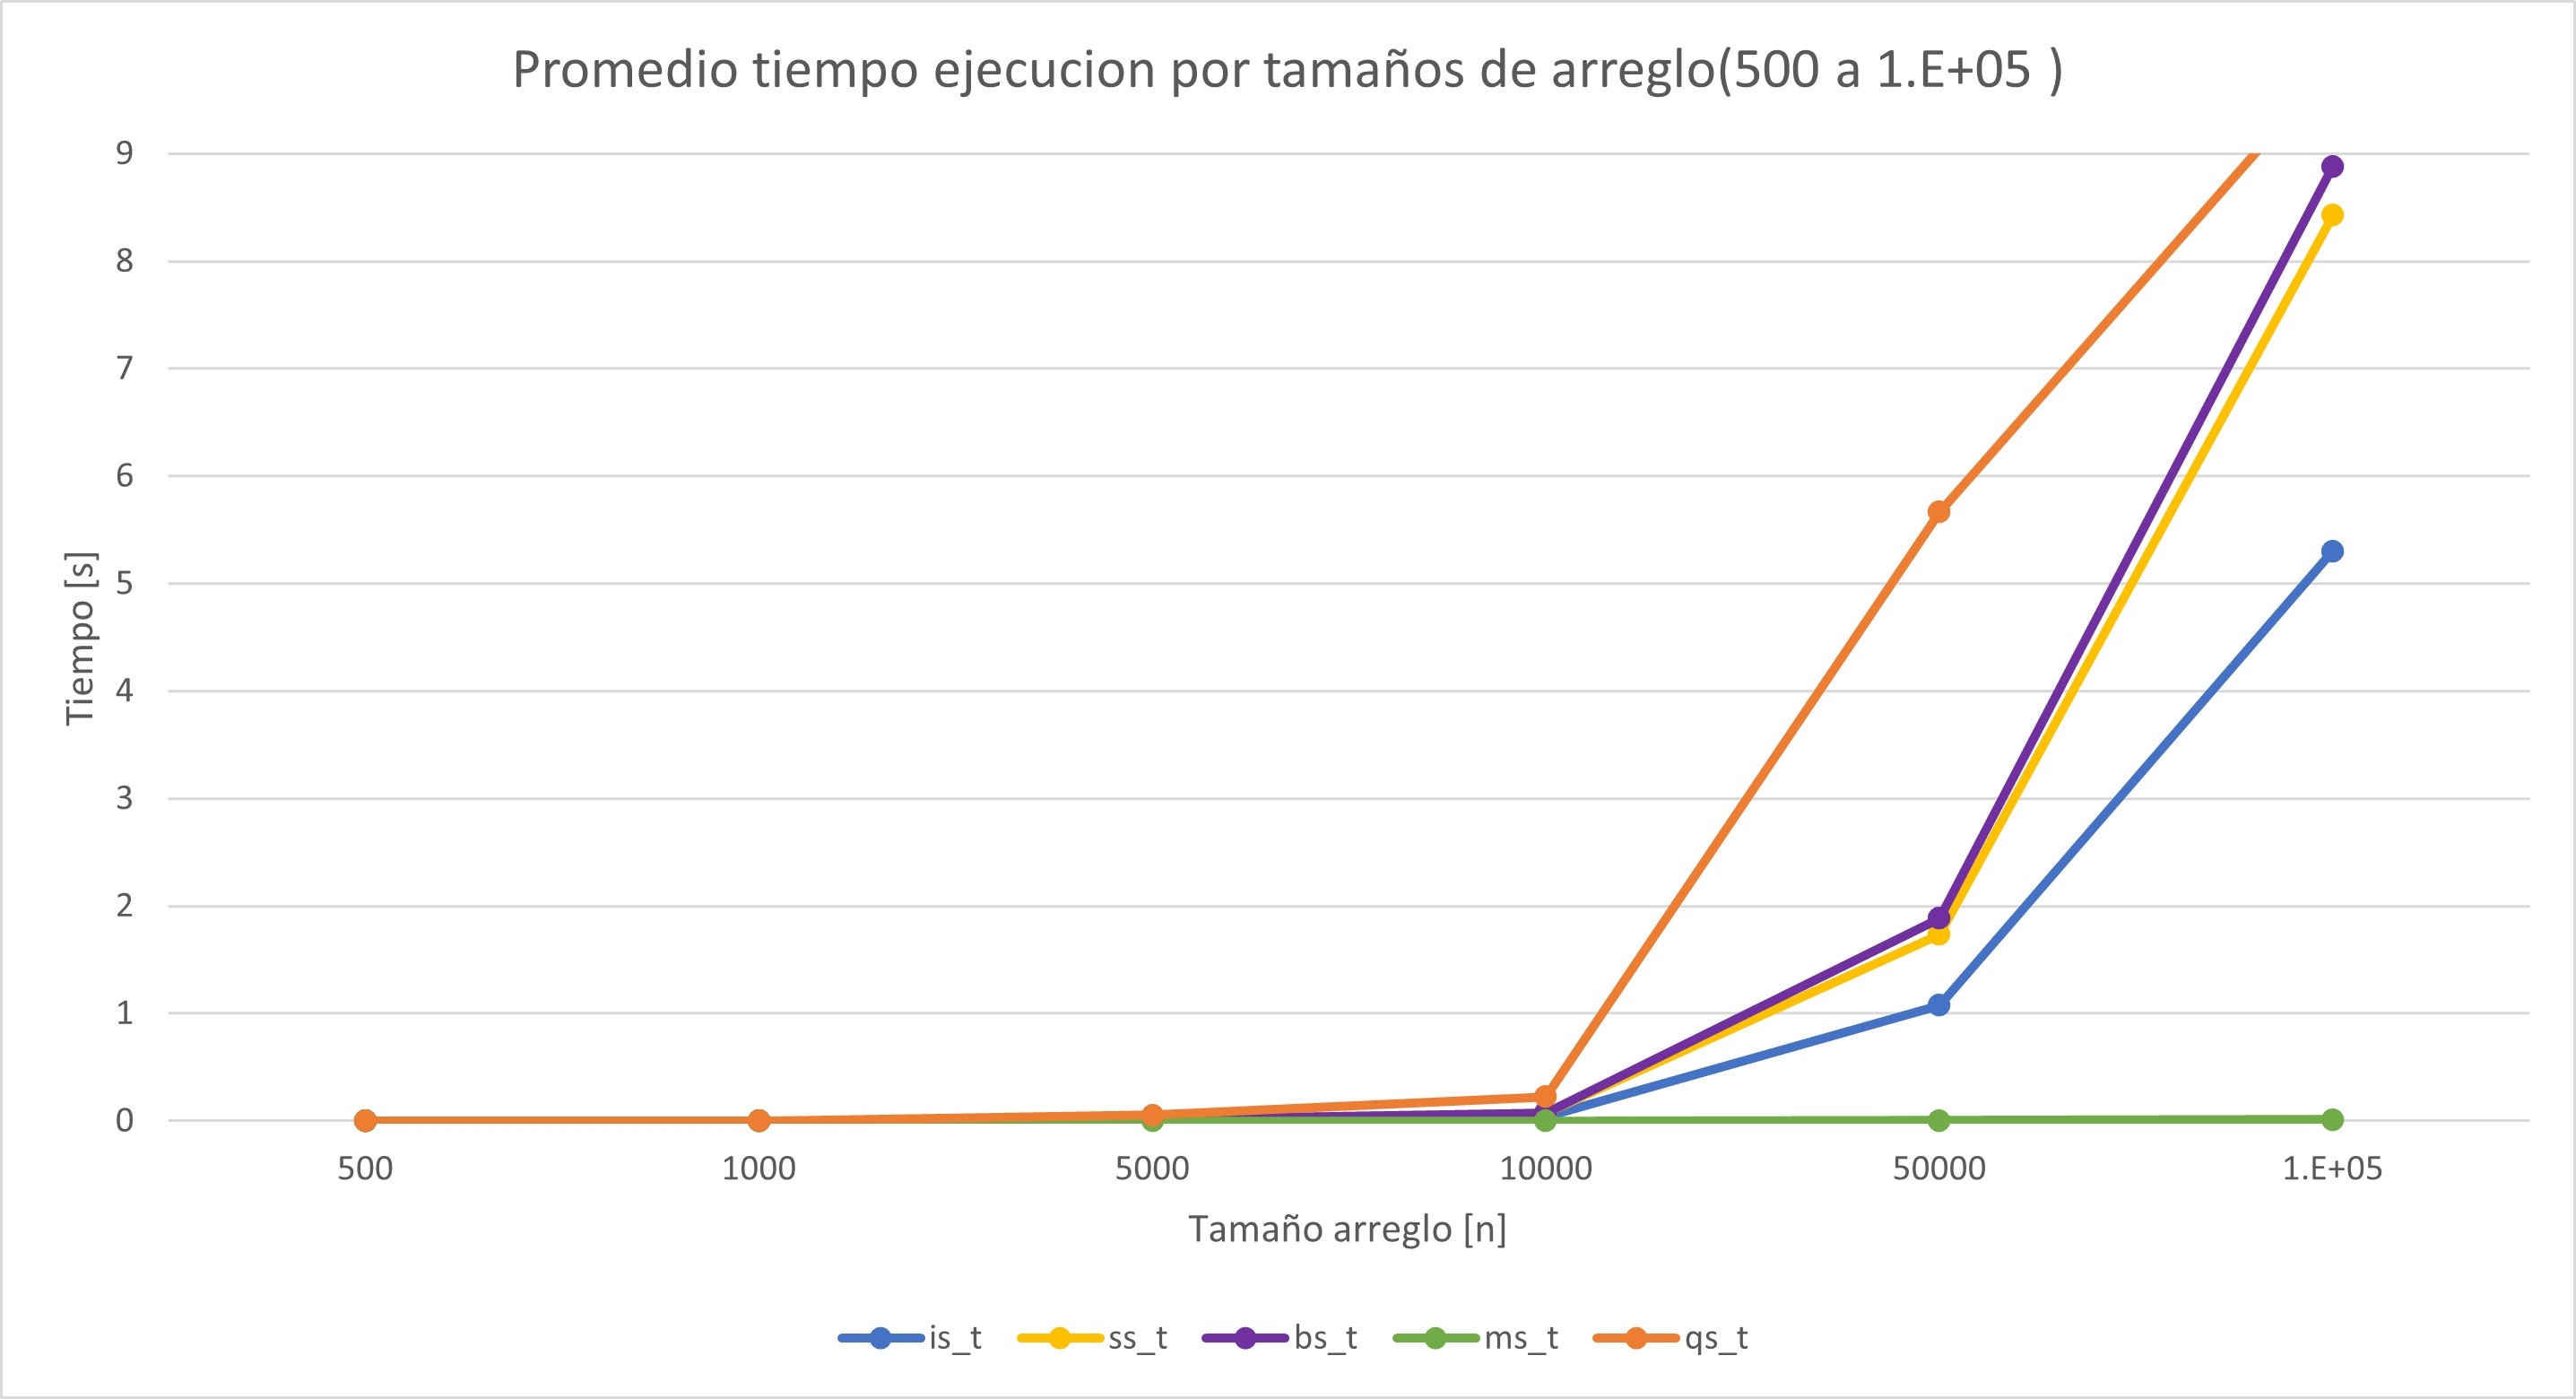 Promedio tiempo ejecucion por tamaños de arreglo(500 a 1.E+05 )
9
8
7
6
5
4
3
2
1
0
Tiempo [s]
500 1000 5000 10000 50000 1.E+05
Tamaño arreglo [n]
is_t ss_t bs_t ms_t qs_t